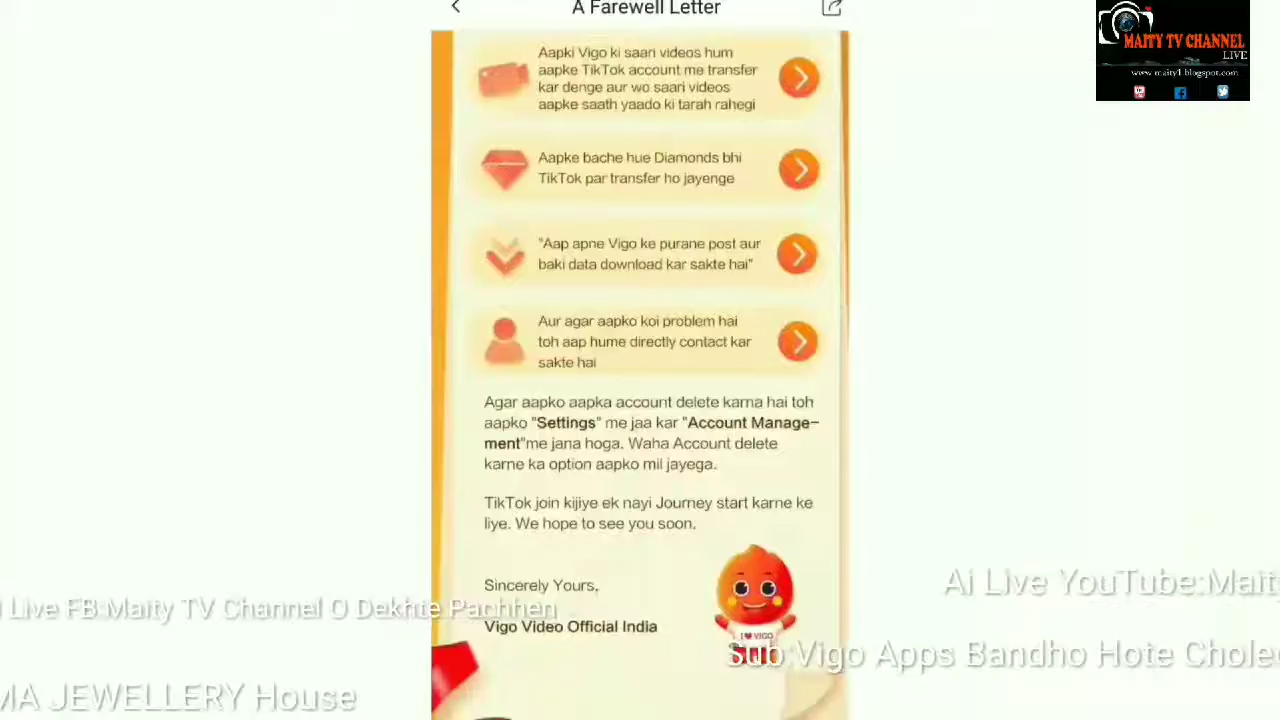 A Farewell Letter
MAITY TV CHANNEL
LIVE
www.maity1.blogspot.com
Aapki Vigo ki saari videos hum
aapke TikTok account me transfer
kar denge aur wo saari videos
aapke saath yaado ki tarah rahegi
Aapke bache hue Diamonds bhi
TikTok par transfer ho jayenge
"Aap apne Vigo ke purane post aur
baki data download kar sakte hai"
Aur agar aapko koi problem hai
toh aap hume directly contact kar
sakte hai
Agar aapko aapka account delete karna hai toh
aapko "Settings" me jaa kar "Account Manage-
ment"me jana hoga. Waha Account delete
karne ka option aapko mil jayega.
TikTok join kijiye ek nayi Journey start karne ke
liye. We hope to see you soon.
Sincerely Yours,
Vigo Video Official India
I ♥ VIGO
Ai Live YouTube:Mait
i Live FB:Maity TV Channel O Dekhte Pachhen
Sub:Vigo Apps Bandho Hote Chole
MA JEWELLERY House